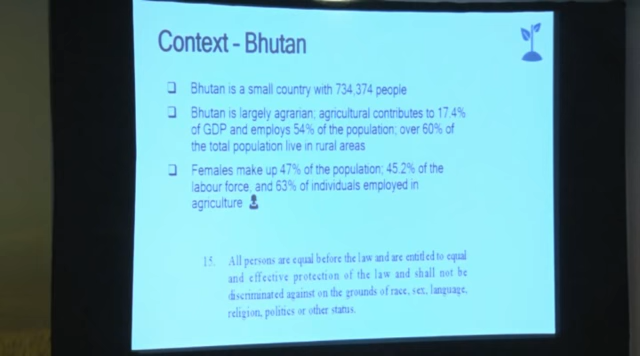 Context - Bhutan
❑ Bhutan is a small country with 734,374 people
❑ Bhutan is largely agrarian; agricultural contributes to 17.4%
of GDP and employs 54% of the population; over 60% of
the total population live in rural areas
❑ Females make up 47% of the population; 45.2% of the
labour force, and 63% of individuals employed in
agriculture
15. All persons are equal before the law and are entitled to equal
and effective protection of the law and shall not be
discriminated against on the grounds of race, sex, language,
religion, politics or other status.